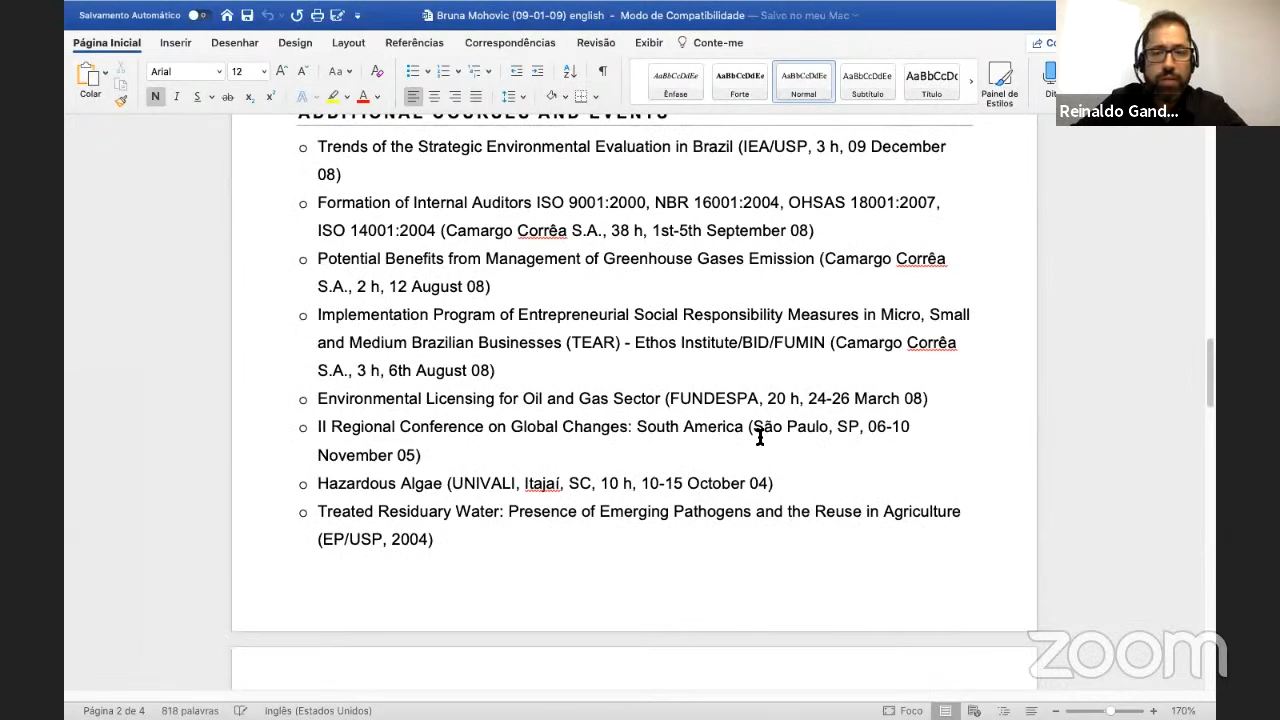 Salvamento Automático
Bruna Mohovic (09-01-09) english - Modo de Compatibilidade — Salvo no meu Mac
Página Inicial Inserir Desenhar Design Layout Referências Correspondências Revisão Exibir Conte-me
Colar
Arial 12
AaBbCcDdEe AaBbCcDdEe AaBbCcDdEe AaBbCcDdEe
Ênfase Forte Normal Subtítulo Título
Painel de
Estilos
Reinaldo Gand...
ADDITIONAL COURSES AND EVENTS
o Trends of the Strategic Environmental Evaluation in Brazil (IEA/USP, 3 h, 09 December
08)
o Formation of Internal Auditors ISO 9001:2000, NBR 16001:2004, OHSAS 18001:2007,
ISO 14001:2004 (Camargo Corrêa S.A., 38 h, 1st-5th September 08)
o Potential Benefits from Management of Greenhouse Gases Emission (Camargo Corrêa
S.A., 2 h, 12 August 08)
o Implementation Program of Entrepreneurial Social Responsibility Measures in Micro, Small
and Medium Brazilian Businesses (TEAR) - Ethos Institute/BID/FUMIN (Camargo Corrêa
S.A., 3 h, 6th August 08)
o Environmental Licensing for Oil and Gas Sector (FUNDESPA, 20 h, 24-26 March 08)
o II Regional Conference on Global Changes: South America (São Paulo, SP, 06-10
November 05)
o Hazardous Algae (UNIVALI, Itajaí, SC, 10 h, 10-15 October 04)
o Treated Residuary Water: Presence of Emerging Pathogens and the Reuse in Agriculture
(EP/USP, 2004)
zoom
Página 2 de 4 818 palavras Inglês (Estados Unidos) Foco 170%